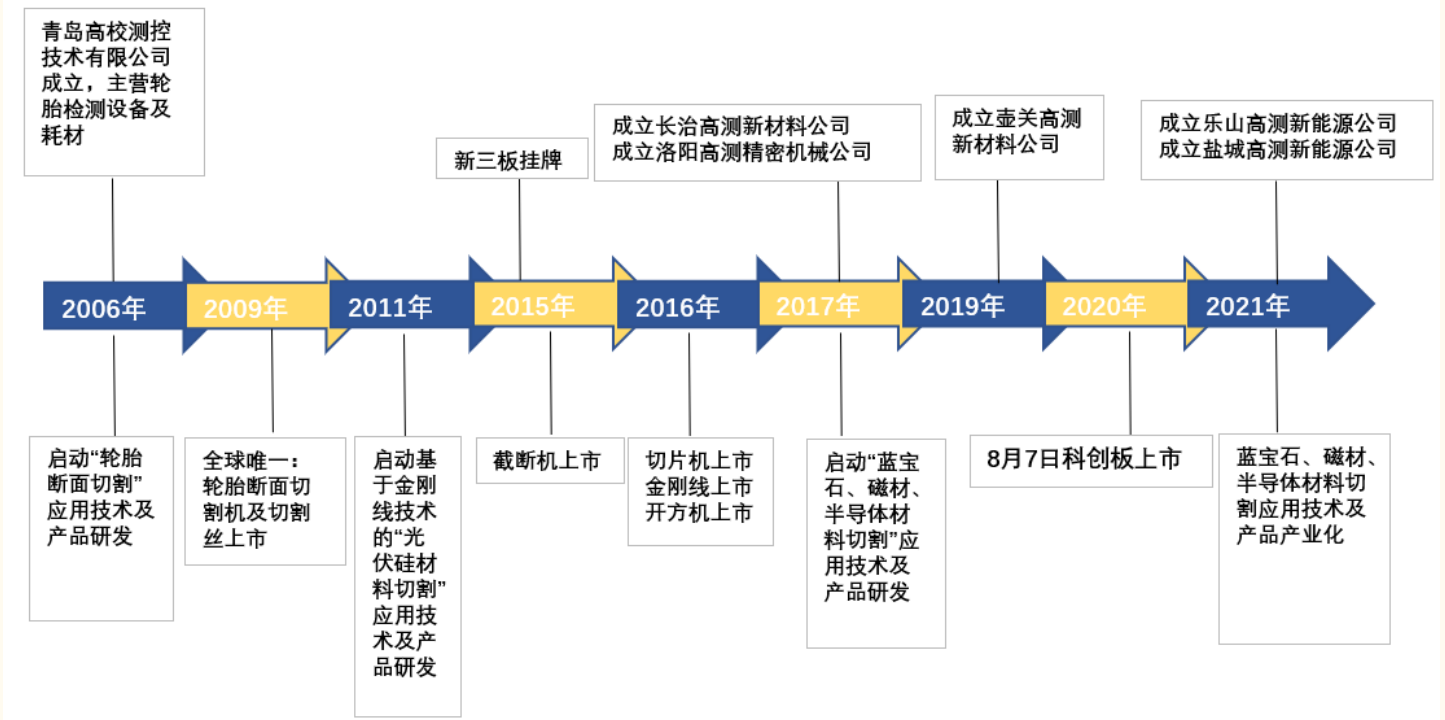 青岛高校测控
技术有限公司
成立，主营轮
胎检测设备及
耗材
新三板挂牌
成立长治高测新材料公司
成立洛阳高测精密机械公司
成立壶关高测
新材料公司
成立乐山高测新能源公司
成立盐城高测新能源公司
2006年
2009年
2011年
2015年
2016年
2017年
2019年
2020年
2021年
启动“轮胎
断面切割”
应用技术及
产品研发
全球唯一：
轮胎断面切
割机及切割
丝上市
启动基
于金刚
线技术
的“光
伏硅材
料切割”
应用技
术及产
品研发
截断机上市
切片机上市
金刚线上市
开方机上市
启动“蓝宝
石、磁材、
半导体材
料切割”应
用技术及
产品研发
8月7日科创板上市
蓝宝石、磁材、
半导体材料切
割应用技术及
产品产业化